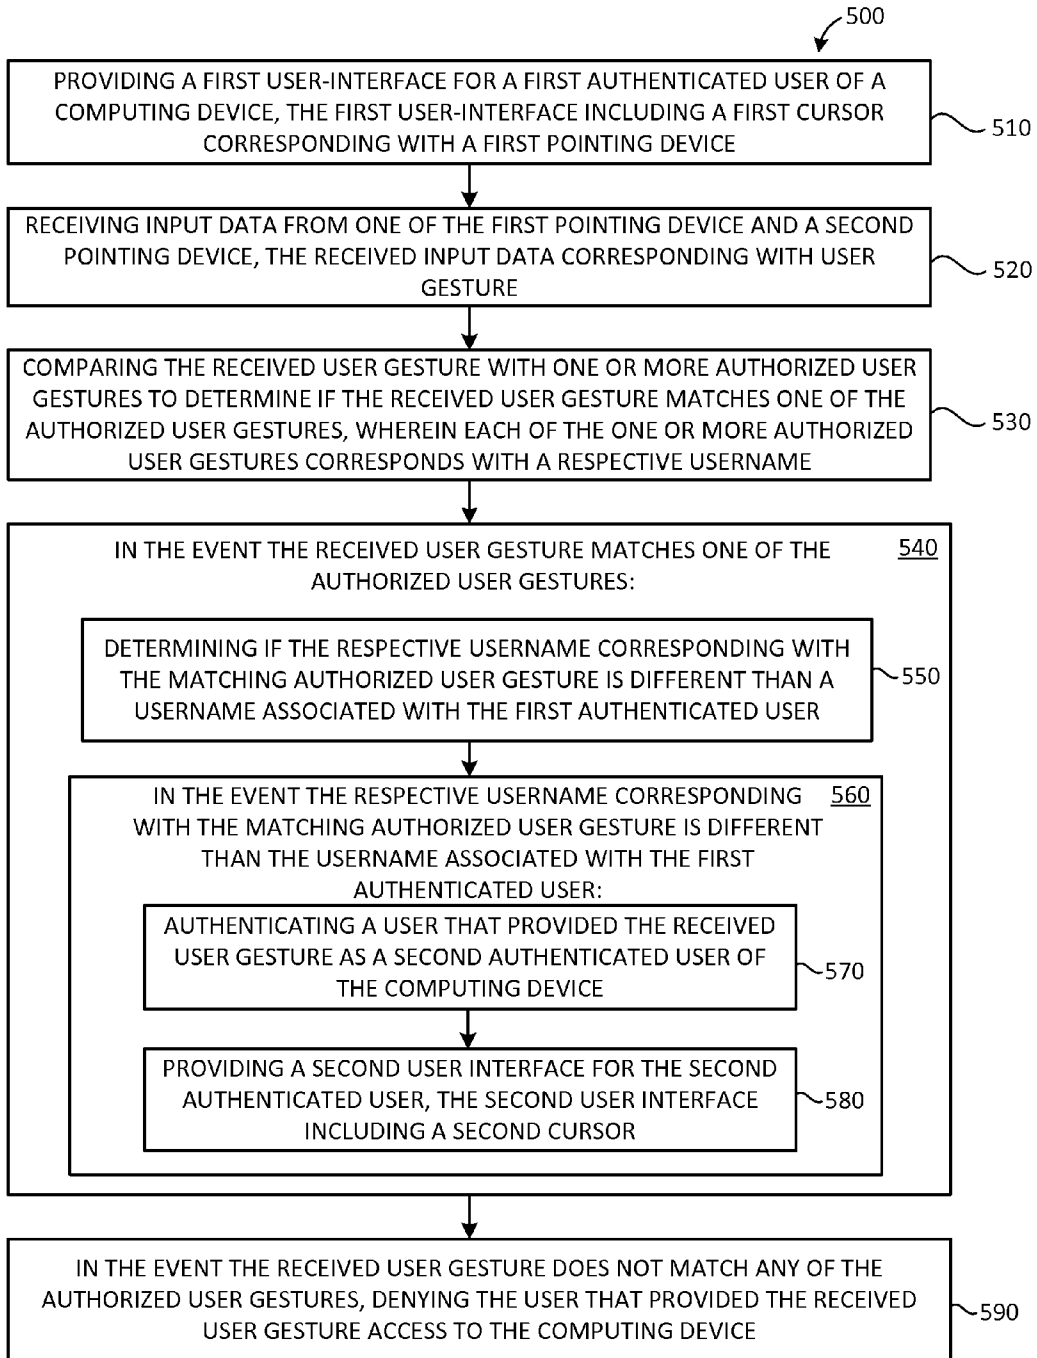 500
PROVIDING A FIRST USER-INTERFACE FOR A FIRST AUTHENTICATED USER OF A
COMPUTING DEVICE, THE FIRST USER-INTERFACE INCLUDING A FIRST CURSOR
CORRESPONDING WITH A FIRST POINTING DEVICE
510
RECEIVING INPUT DATA FROM ONE OF THE FIRST POINTING DEVICE AND A SECOND
POINTING DEVICE, THE RECEIVED INPUT DATA CORRESPONDING WITH USER
GESTURE
520
COMPARING THE RECEIVED USER GESTURE WITH ONE OR MORE AUTHORIZED USER
GESTURES TO DETERMINE IF THE RECEIVED USER GESTURE MATCHES ONE OF THE
AUTHORIZED USER GESTURES, WHEREIN EACH OF THE ONE OR MORE AUTHORIZED
USER GESTURES CORRESPONDS WITH A RESPECTIVE USERNAME
530
IN THE EVENT THE RECEIVED USER GESTURE MATCHES ONE OF THE
AUTHORIZED USER GESTURES:
540
DETERMINING IF THE RESPECTIVE USERNAME CORRESPONDING WITH
THE MATCHING AUTHORIZED USER GESTURE IS DIFFERENT THAN A
USERNAME ASSOCIATED WITH THE FIRST AUTHENTICATED USER
550
IN THE EVENT THE RESPECTIVE USERNAME CORRESPONDING
WITH THE MATCHING AUTHORIZED USER GESTURE IS DIFFERENT
THAN THE USERNAME ASSOCIATED WITH THE FIRST
AUTHENTICATED USER:
560
AUTHENTICATING A USER THAT PROVIDED THE RECEIVED
USER GESTURE AS A SECOND AUTHENTICATED USER OF
THE COMPUTING DEVICE
570
PROVIDING A SECOND USER INTERFACE FOR THE SECOND
AUTHENTICATED USER, THE SECOND USER INTERFACE
INCLUDING A SECOND CURSOR
580
IN THE EVENT THE RECEIVED USER GESTURE DOES NOT MATCH ANY OF THE
AUTHORIZED USER GESTURES, DENYING THE USER THAT PROVIDED THE RECEIVED
USER GESTURE ACCESS TO THE COMPUTING DEVICE
590